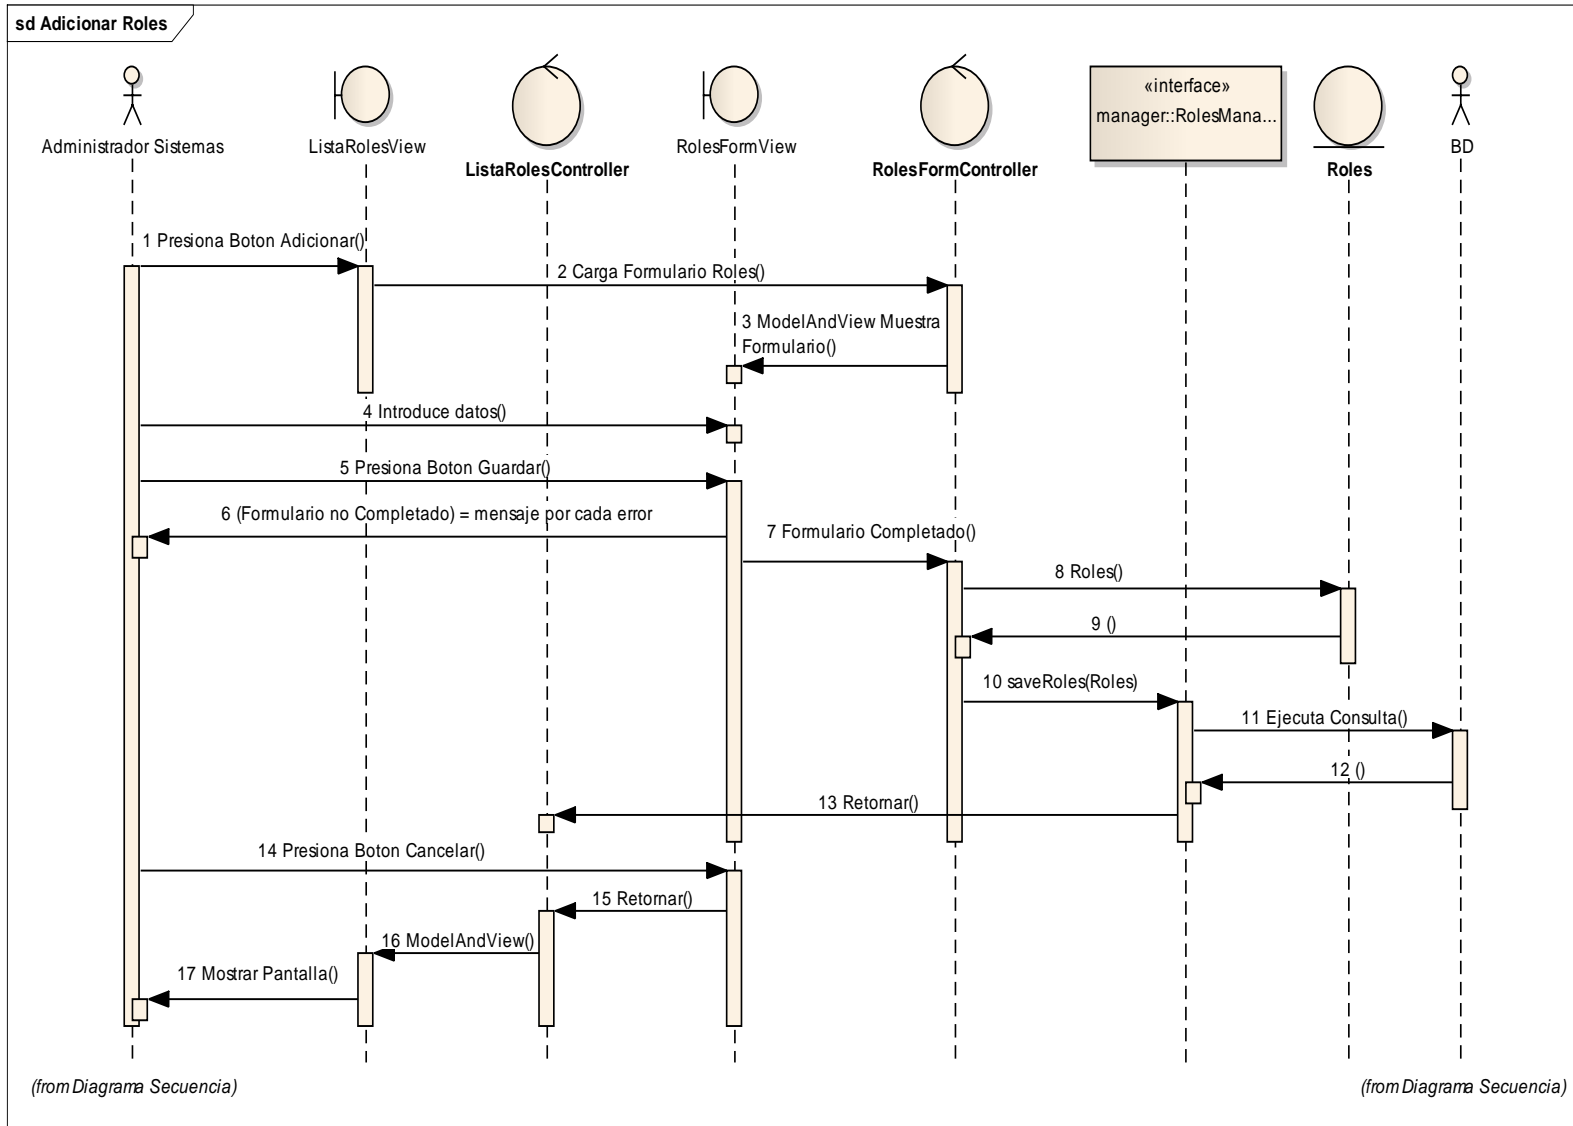 sd Adicionar Roles
«interface»
manager::RolesMana...
Administrador Sistemas
ListaRolesView
ListaRolesController
RolesFormView
RolesFormController
Roles
BD
1 Presiona Boton Adicionar()
2 Carga Formulario Roles()
3 ModelAndView Muestra
Formulario()
4 Introduce datos()
5 Presiona Boton Guardar()
6 (Formulario no Completado) = mensaje por cada error
7 Formulario Completado()
8 Roles()
9 ()
10 saveRoles(Roles)
11 Ejecuta Consulta()
12 ()
13 Retornar()
14 Presiona Boton Cancelar()
15 Retornar()
16 ModelAndView()
17 Mostrar Pantalla()
(from Diagrama Secuencia)
(from Diagrama Secuencia)